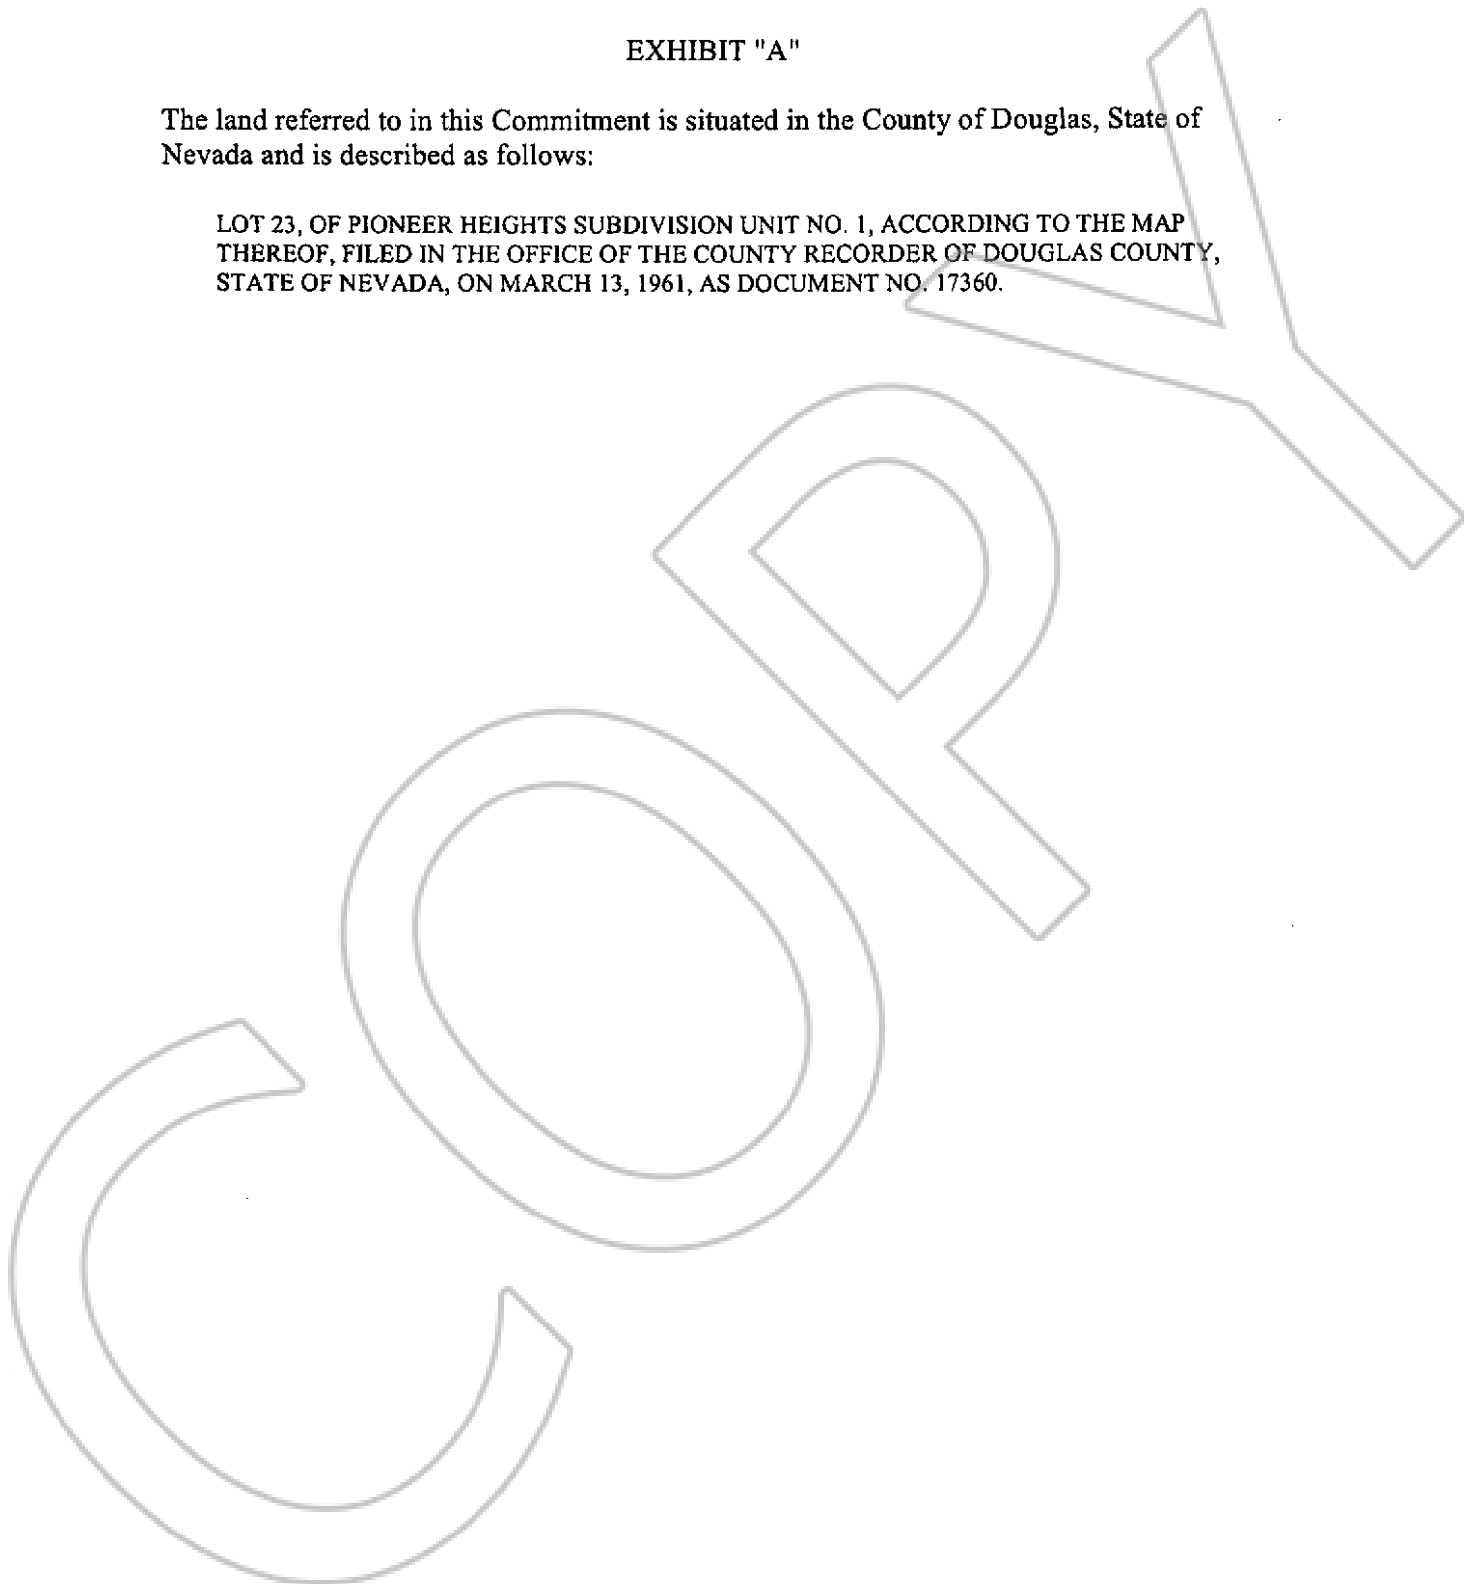 EXHIBIT "A"
The land referred to in this Commitment is situated in the County of Douglas, State of
Nevada and is described as follows:
LOT 23, OF PIONEER HEIGHTS SUBDIVISION UNIT NO. 1, ACCORDING TO THE MAP
THEREOF, FILED IN THE OFFICE OF THE COUNTY RECORDER OF DOUGLAS COUNTY,
STATE OF NEVADA, ON MARCH 13, 1961, AS DOCUMENT NO. 17360.
COPY